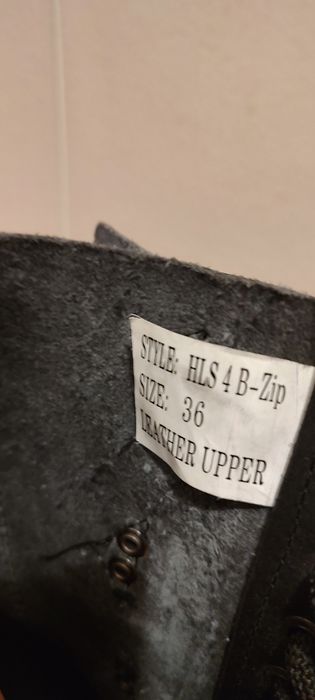 STYLE: HLS 4 B-Zip
SIZE: 36
LEATHER UPPER